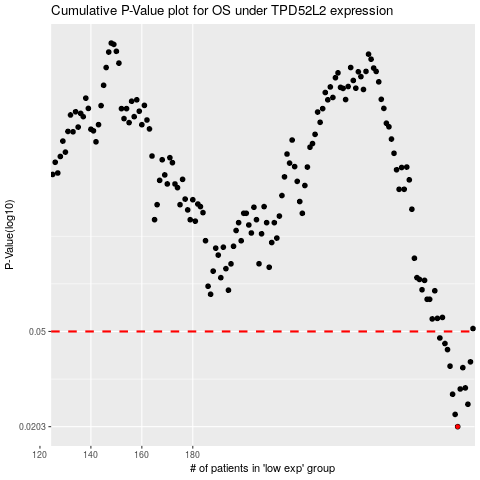 Cumulative P-Value plot for OS under TPD52L2 expression
P-Value(log10)
0.05
0.0203
120 140 160 180
# of patients in 'low exp' group